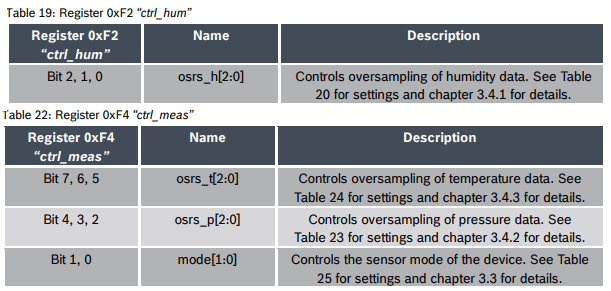 Table 19: Register 0xF2 "ctrl_hum"
Register 0xF2 Name Description
"ctrl_hum"
Bit 2, 1, 0 osrs_h[2:0] Controls oversampling of humidity data. See Table
20 for settings and chapter 3.4.1 for details.
Table 22: Register 0xF4 "ctrl_meas"
Register 0xF4 Name Description
"ctrl_meas"
Bit 7, 6, 5 osrs_t[2:0] Controls oversampling of temperature data. See
Table 24 for settings and chapter 3.4.3 for details.
Bit 4, 3, 2 osrs_p[2:0] Controls oversampling of pressure data. See
Table 23 for settings and chapter 3.4.2 for details.
Bit 1, 0 mode[1:0] Controls the sensor mode of the device. See Table
25 for settings and chapter 3.3 for details.